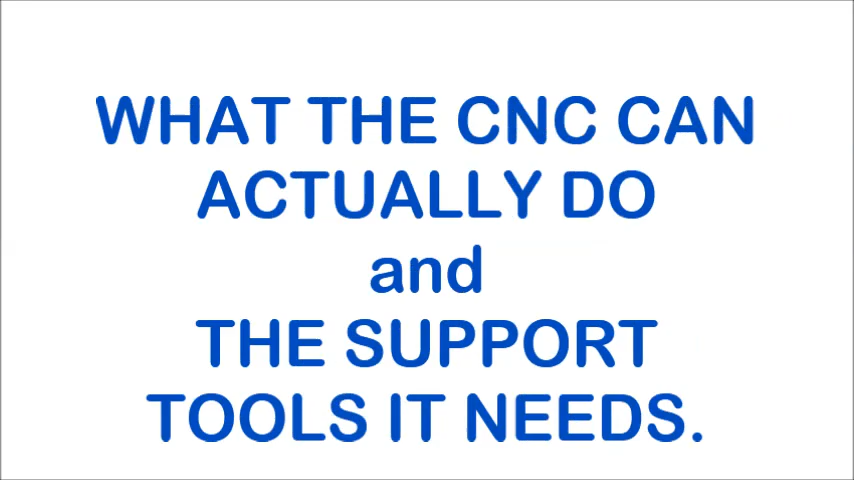 WHAT THE CNC CAN
ACTUALLY DO
and
THE SUPPORT
TOOLS IT NEEDS.